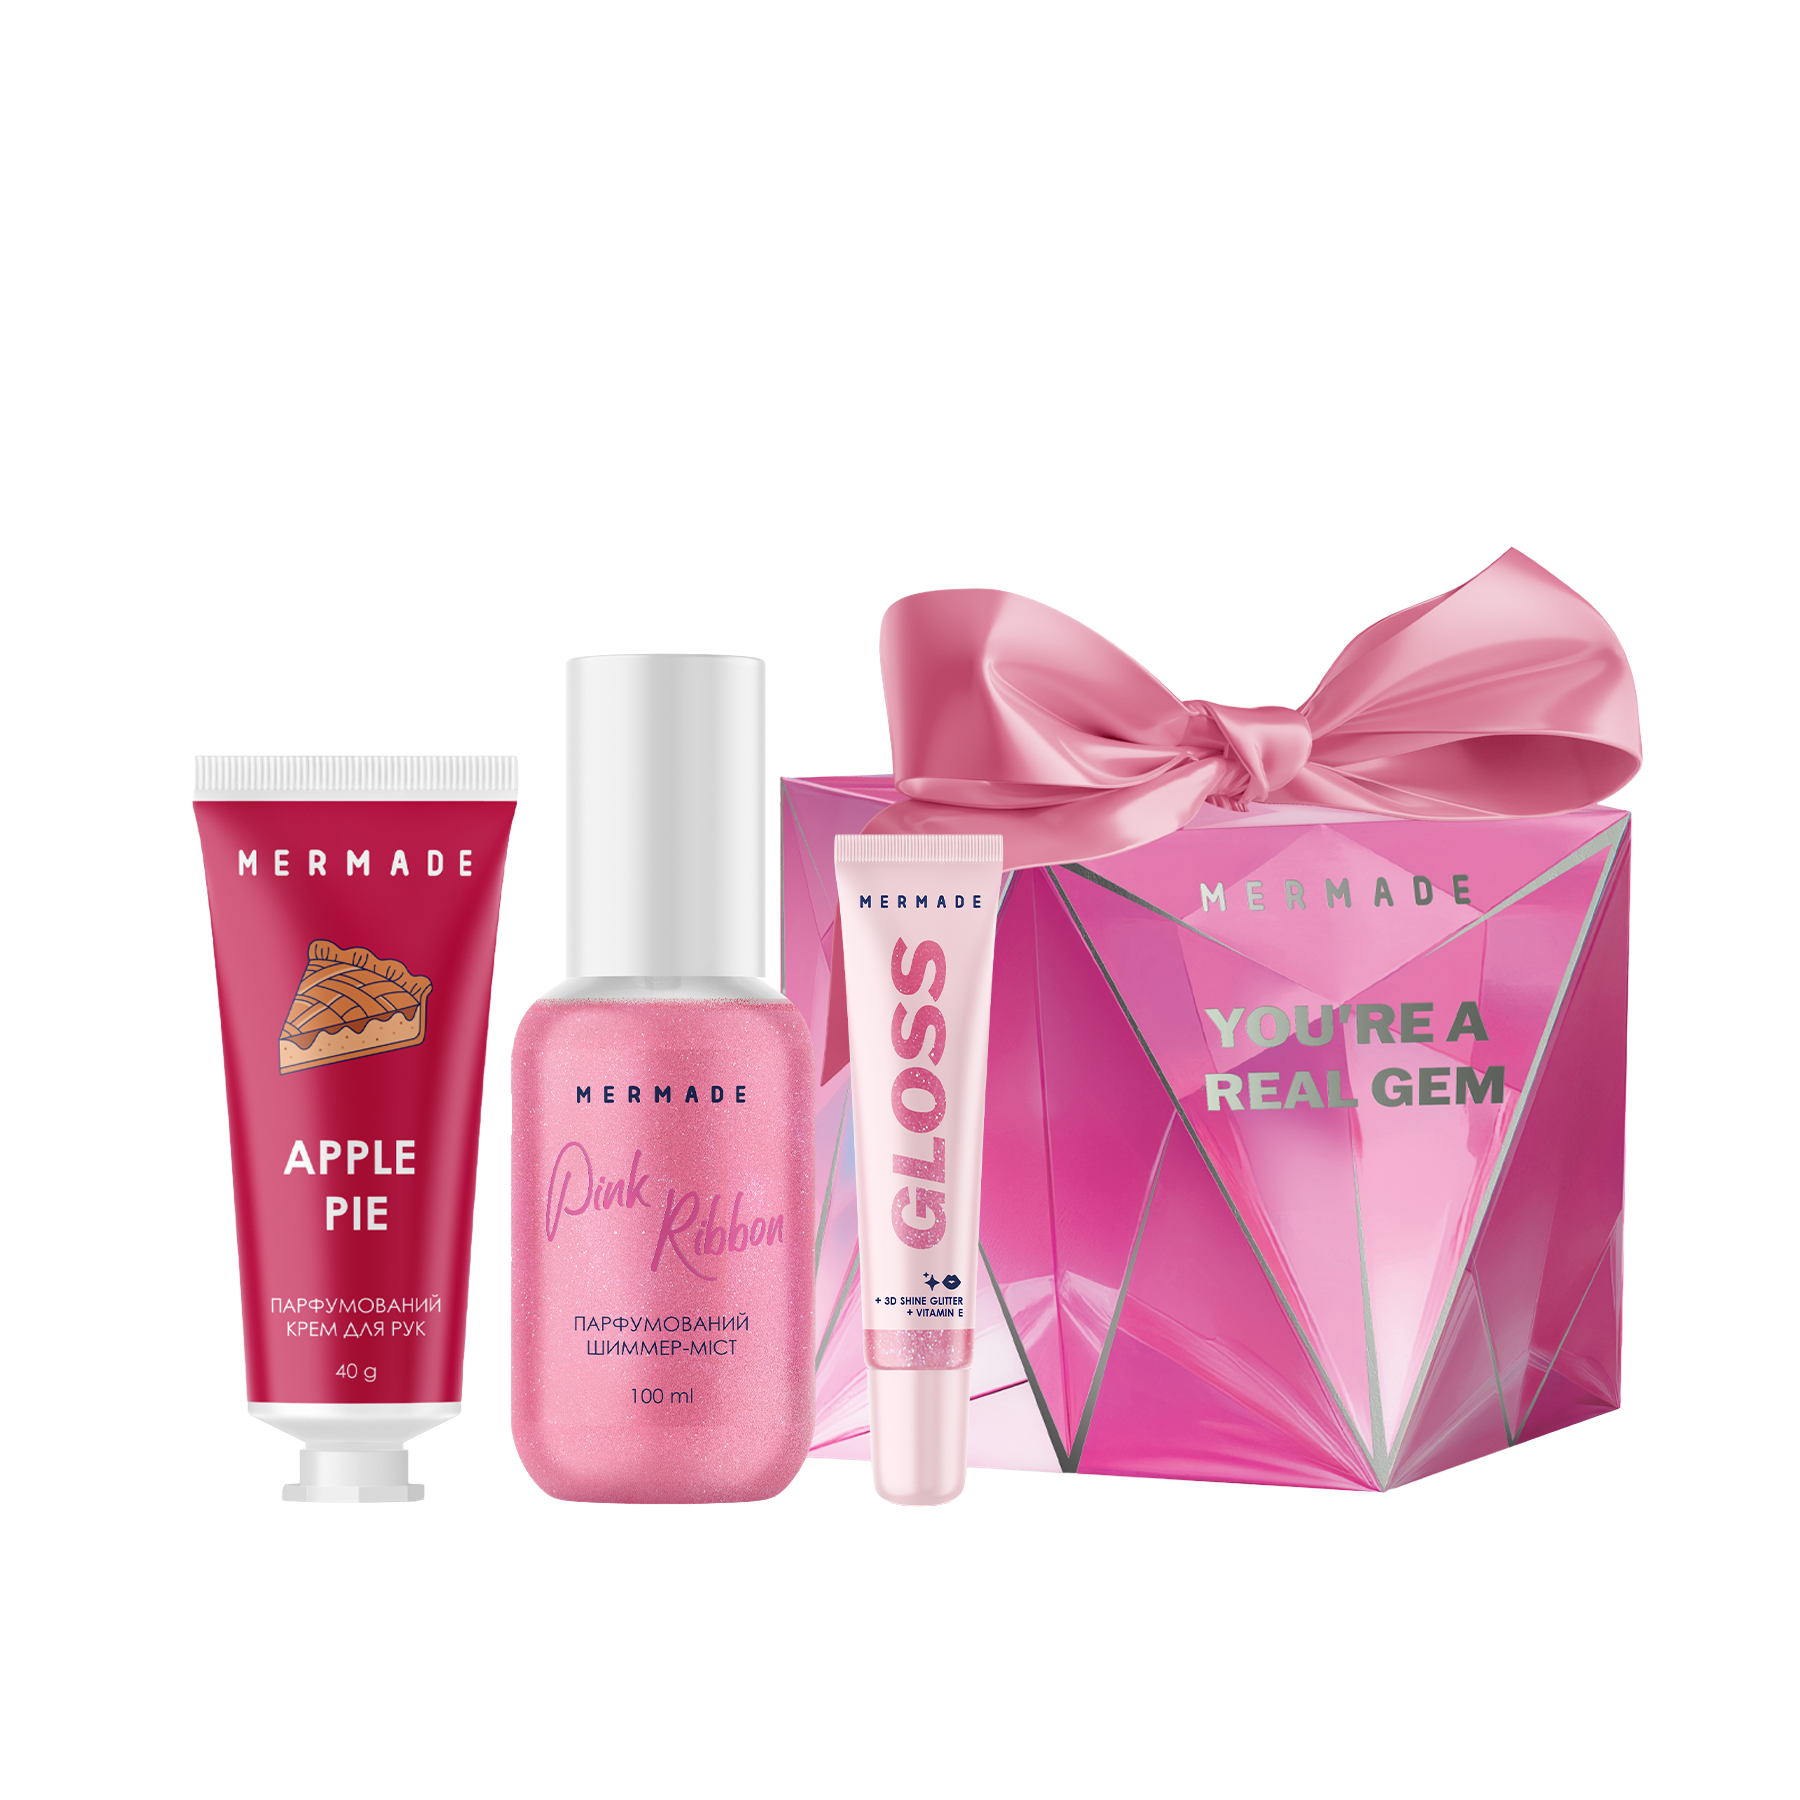 MERMADE
APPLE
PIE
ПАРФУМОВАНИЙ
КРЕМ ДЛЯ РУК
40 g
MERMADE
Pink
Ribbon
ПАРФУМОВАНИЙ
ШИММЕР-МІСТ
100 ml
MERMADE
GLOSS
+ 3D SHINE GLITTER
+ VITAMIN E
MERMADE
YOU'RE A
REAL GEM